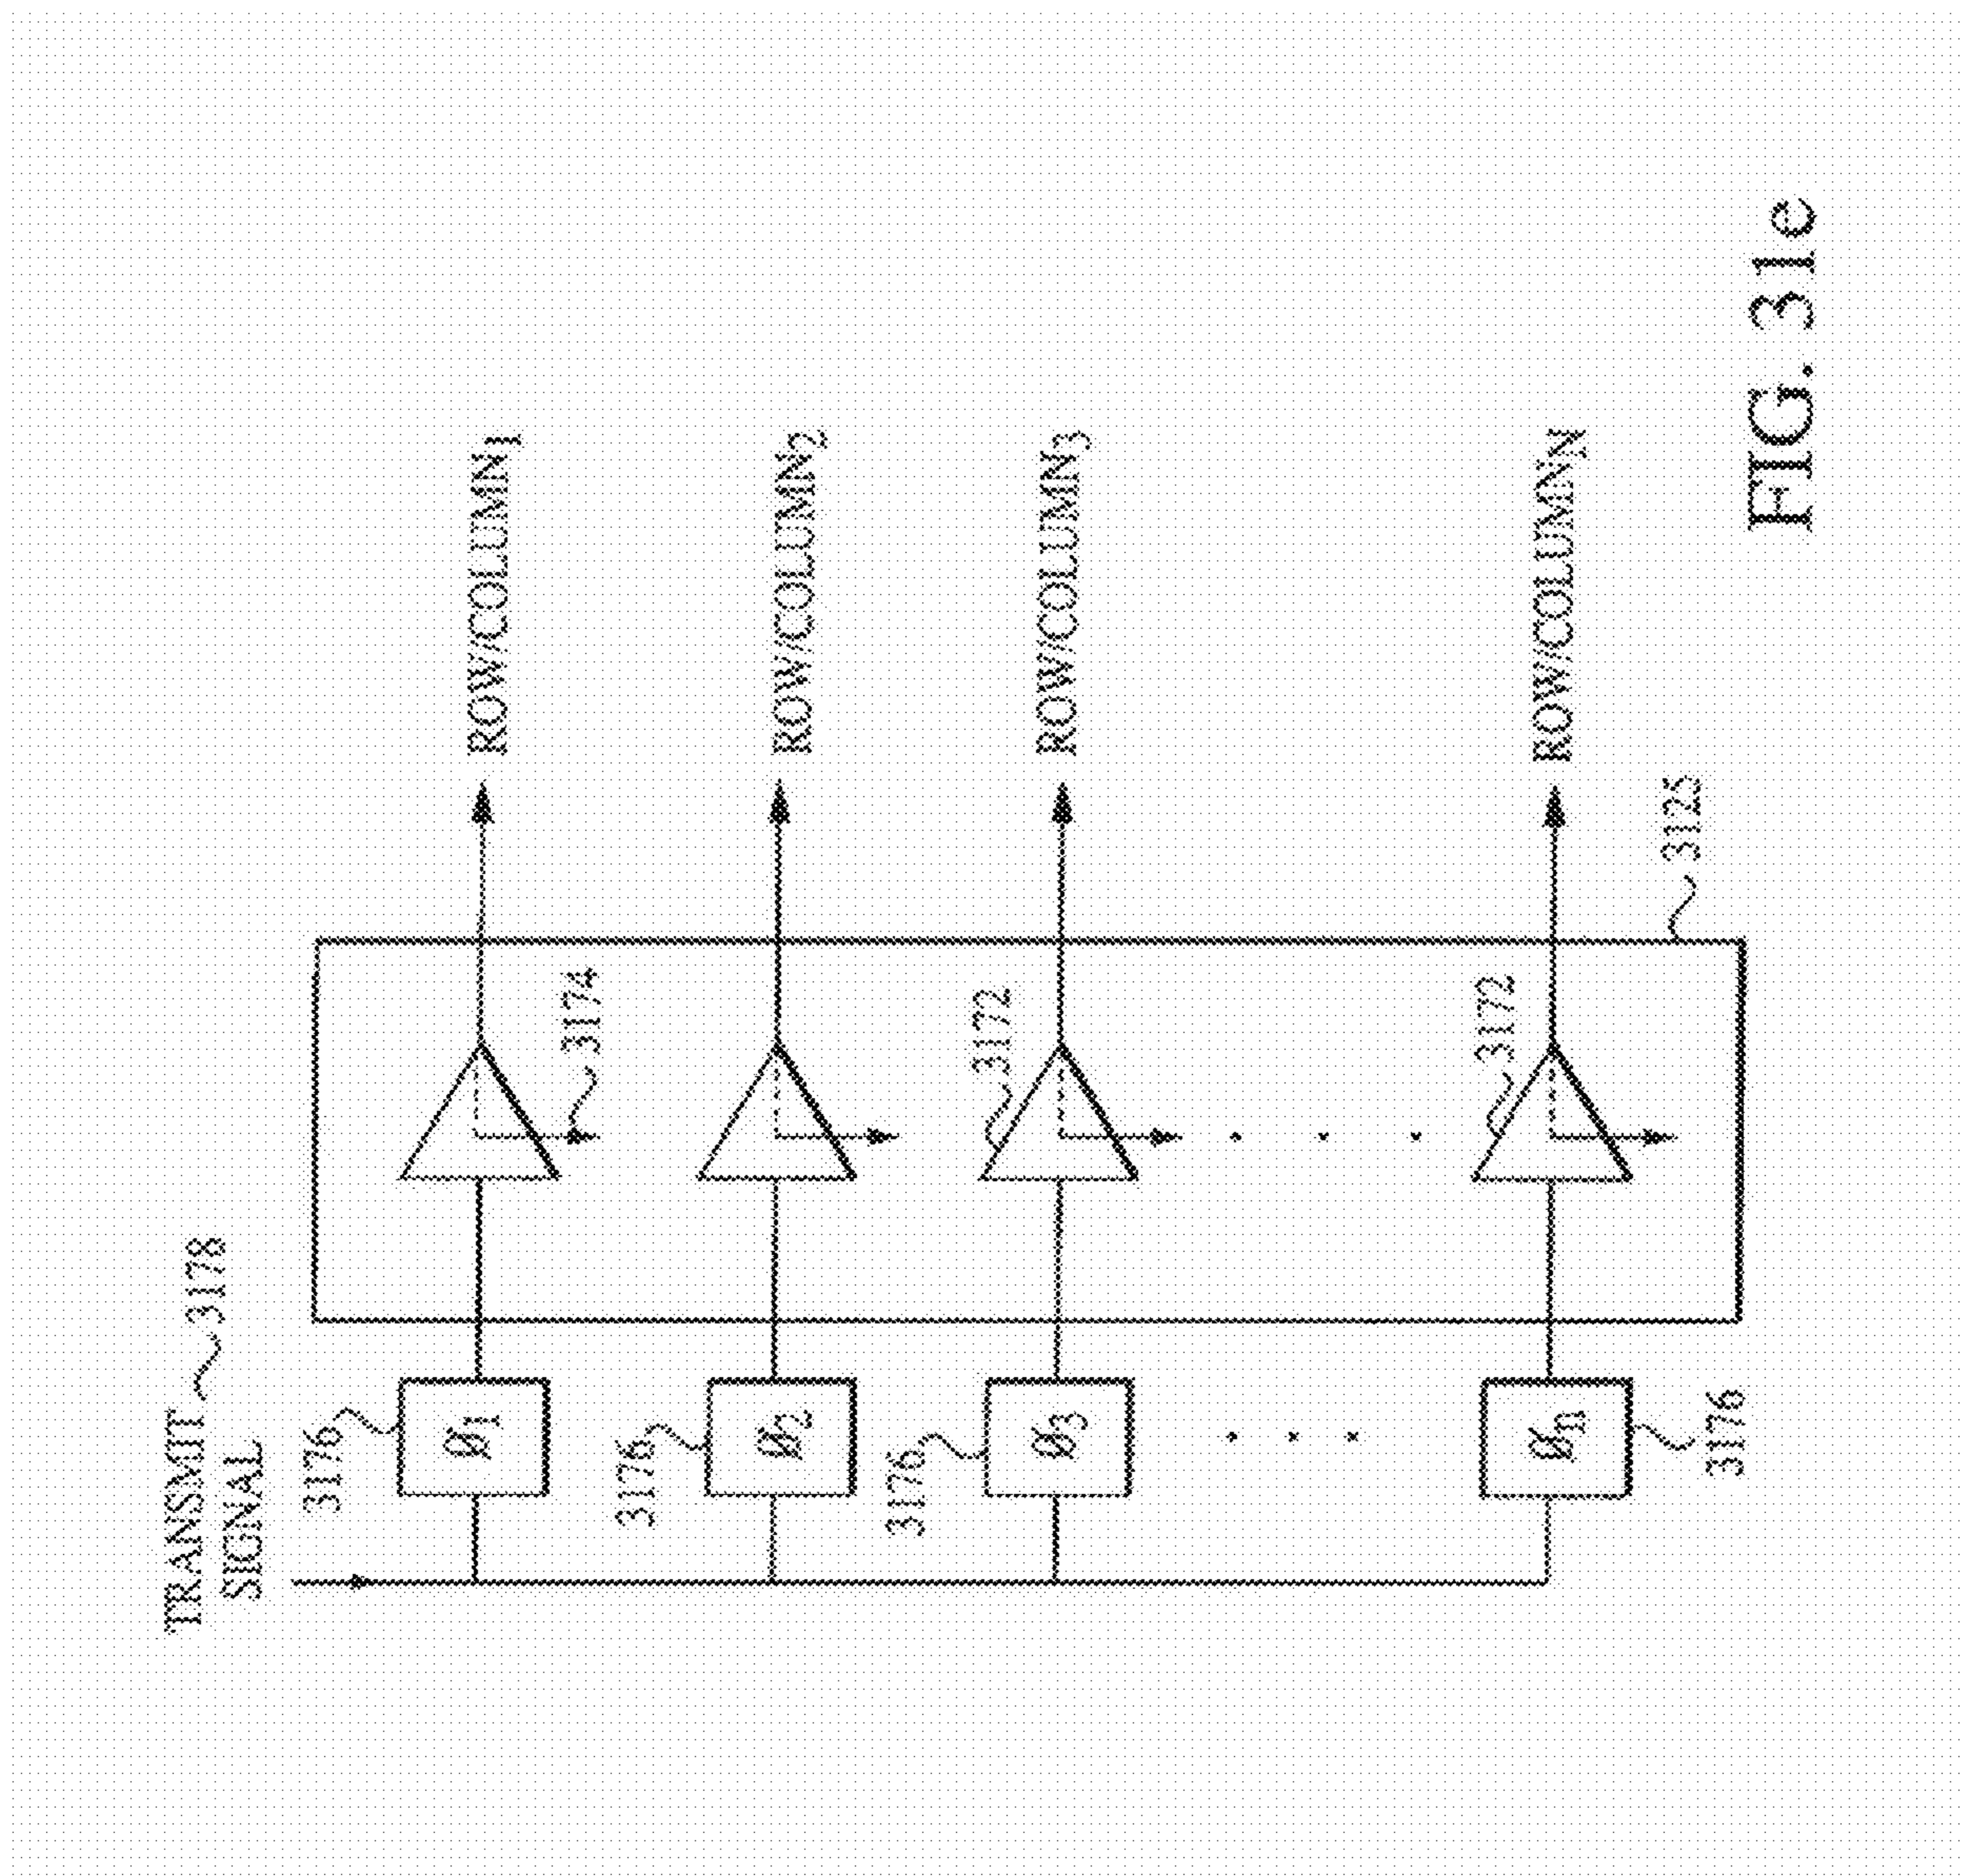 TRANSMIT
SIGNAL
3178
3176
Ø1
3174
ROW/COLUMN1
3176
Ø2
ROW/COLUMN2
3176
Ø3
3172
ROW/COLUMN3
3176
Øn
3172
ROW/COLUMNN
3125
FIG. 31e